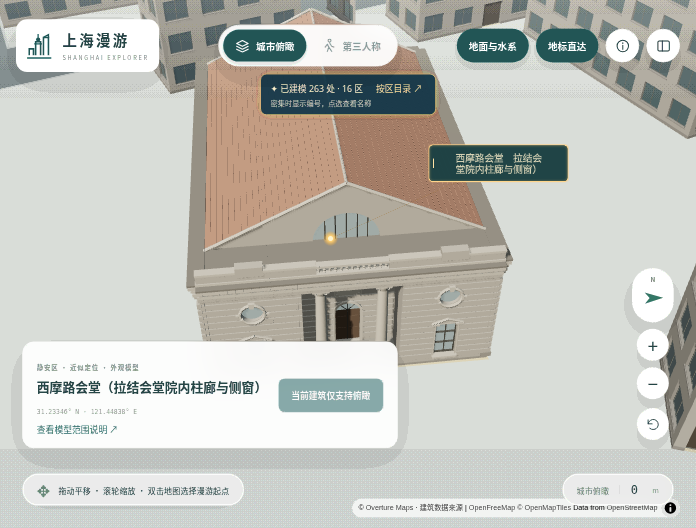 上海漫游
SHANGHAI EXPLORER
城市俯瞰
第三人称
地面与水系
地标直达
✦ 已建模 263 处 · 16 区 按区目录 ↗
密集时显示编号，点选查看名称
西摩路会堂 拉结会
堂院内柱廊与侧窗）
N
静安区 · 近似定位 · 外观模型
西摩路会堂（拉结会堂院内柱廊与侧窗）
31.23346° N · 121.44838° E
查看模型范围说明 ↗
当前建筑仅支持俯瞰
+
−
拖动平移 · 滚轮缩放 · 双击地图选择漫游起点
城市俯瞰 0 m
© Overture Maps · 建筑数据来源 | OpenFreeMap © OpenMapTiles Data from OpenStreetMap